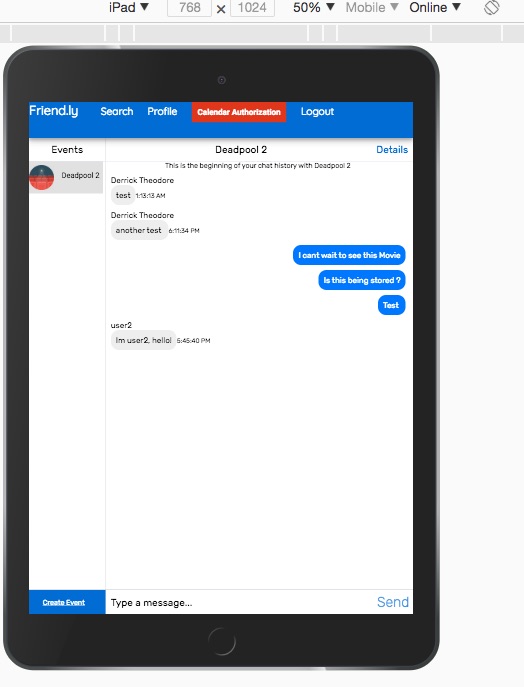 iPad ▼ 768 x 1024 50% ▼ Mobile ▼ Online ▼
Friend.ly Search Profile Calendar Authorization Logout
Events Deadpool 2 Details
This is the beginning of your chat history with Deadpool 2
Deadpool 2
Derrick Theodore
test 1:13:13 AM
Derrick Theodore
another test 6:11:34 PM
I cant wait to see this Movie
Is this being stored ?
Test
user2
Im user2, hello! 5:45:40 PM
Create Event Type a message... Send